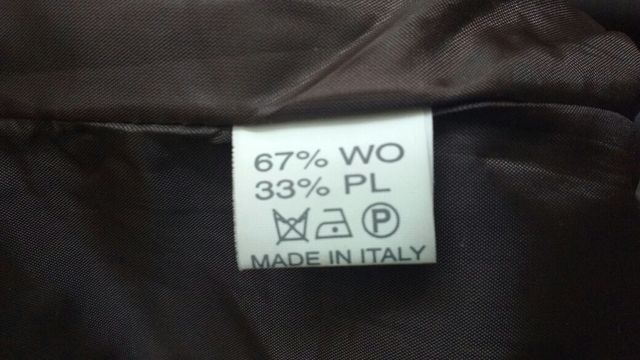 67% WO
33% PL
P
MADE IN ITALY